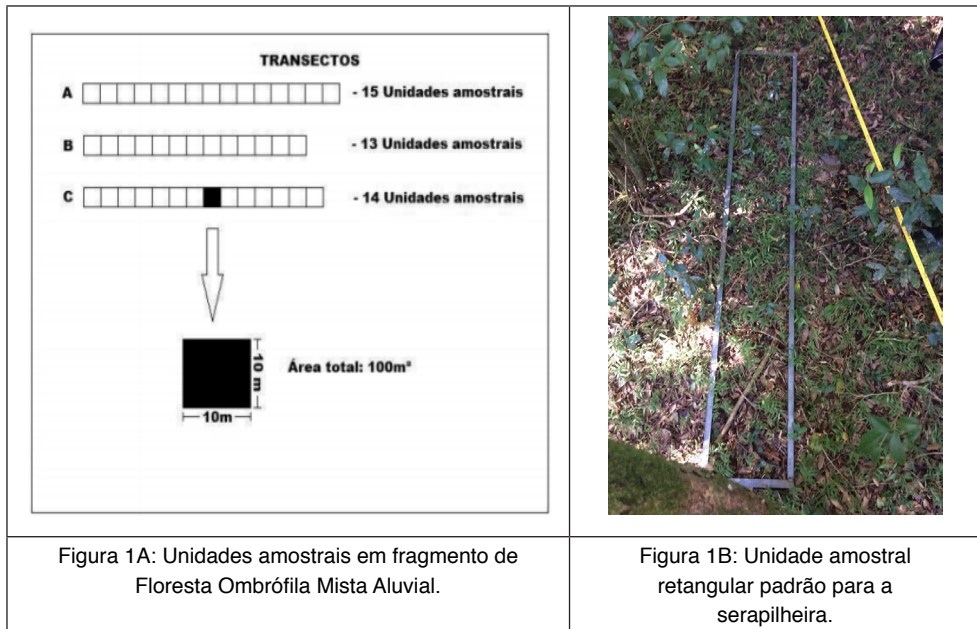 TRANSECTOS
A - 15 Unidades amostrais
B - 13 Unidades amostrais
C - 14 Unidades amostrais
10 m
Área total: 100m²
10m
Figura 1A: Unidades amostrais em fragmento de
Floresta Ombrófila Mista Aluvial.
Figura 1B: Unidade amostral
retangular padrão para a
serapilheira.